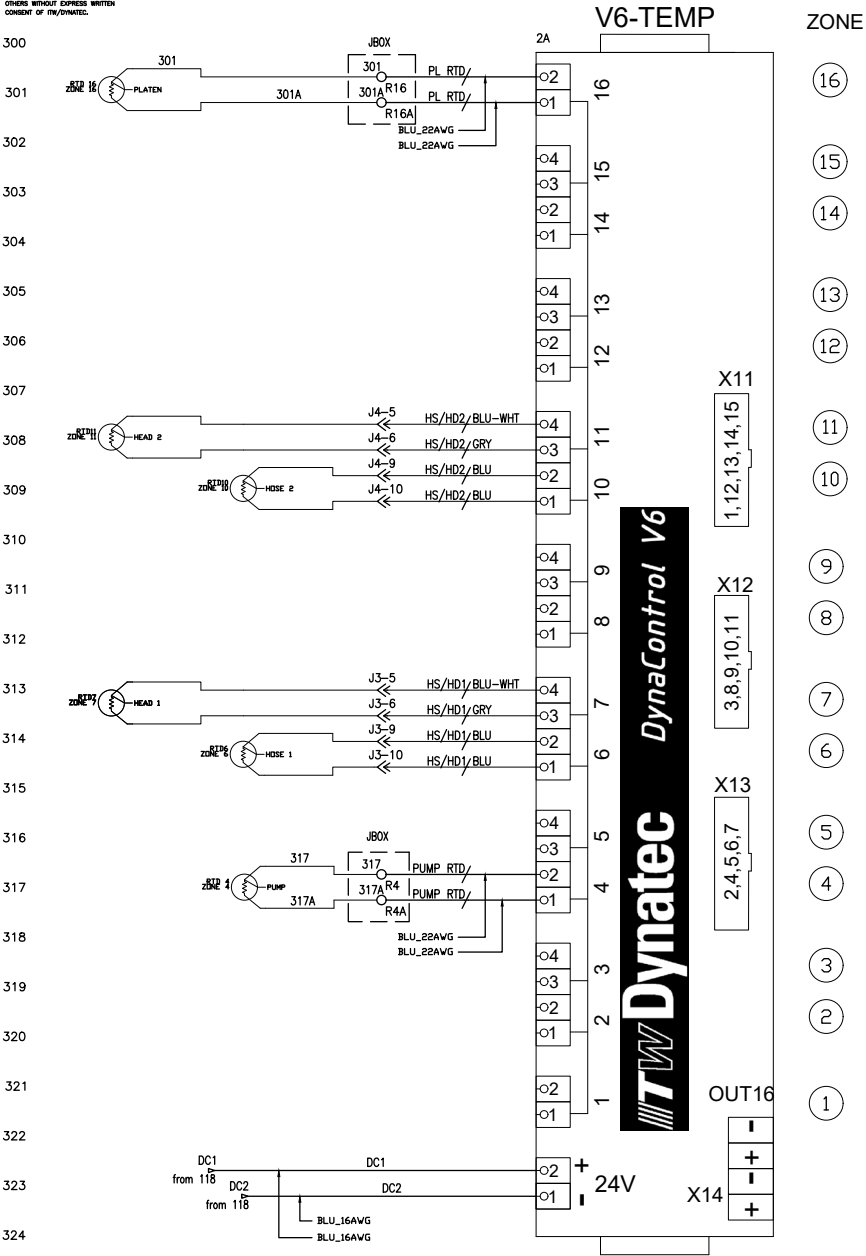 OTHERS WITHOUT EXPRESS WRITTEN
CONSENT OF ITW/DYNATEC.
V6-TEMP
ZONE
300
JBOX
2A
301
301
PL RTD
2
16
RTD 16
ZONE 16
PLATEN
R16
16
301
301A
301A
PL RTD
1
R16A
BLU_22AWG
302
BLU_22AWG
4
15
15
3
303
2
14
14
304
1
305
4
13
13
3
306
2
12
12
1
307
X11
J4-5
HS/HD2/BLU-WHT
4
11
11
1,12,13,14,15
RTD11
ZONE 11
HEAD 2
308
J4-6
HS/HD2/GRY
3
J4-9
HS/HD2/BLU
2
10
10
RTD10
ZONE 10
HOSE 2
309
J4-10
HS/HD2/BLU
1
310
4
9
9
311
3
X12
2
8
8
312
1
3,8,9,10,11
J3-5
HS/HD1/BLU-WHT
4
313
RTD7
ZONE 7
HEAD 1
7
7
J3-6
HS/HD1/GRY
3
314
J3-9
HS/HD1/BLU
2
RTD6
ZONE 6
HOSE 1
6
6
J3-10
HS/HD1/BLU
1
DynaControl V6
315
X13
316
JBOX
4
5
5
3
317
317
PUMP RTD
2
2,4,5,6,7
RTD 4
ZONE 4
PUMP
R4
4
4
317
317A
317A
PUMP RTD
1
R4A
318
BLU_22AWG
BLU_22AWG
4
3
3
319
3
2
2
2
320
1
ITW Dynatec
321
2
1
1
OUT16
1
322
-
+
DC1
DC1
2
+
from 118
24V
-
323
DC2
DC2
1
-
X14
from 118
+
BLU_16AWG
324
BLU_16AWG